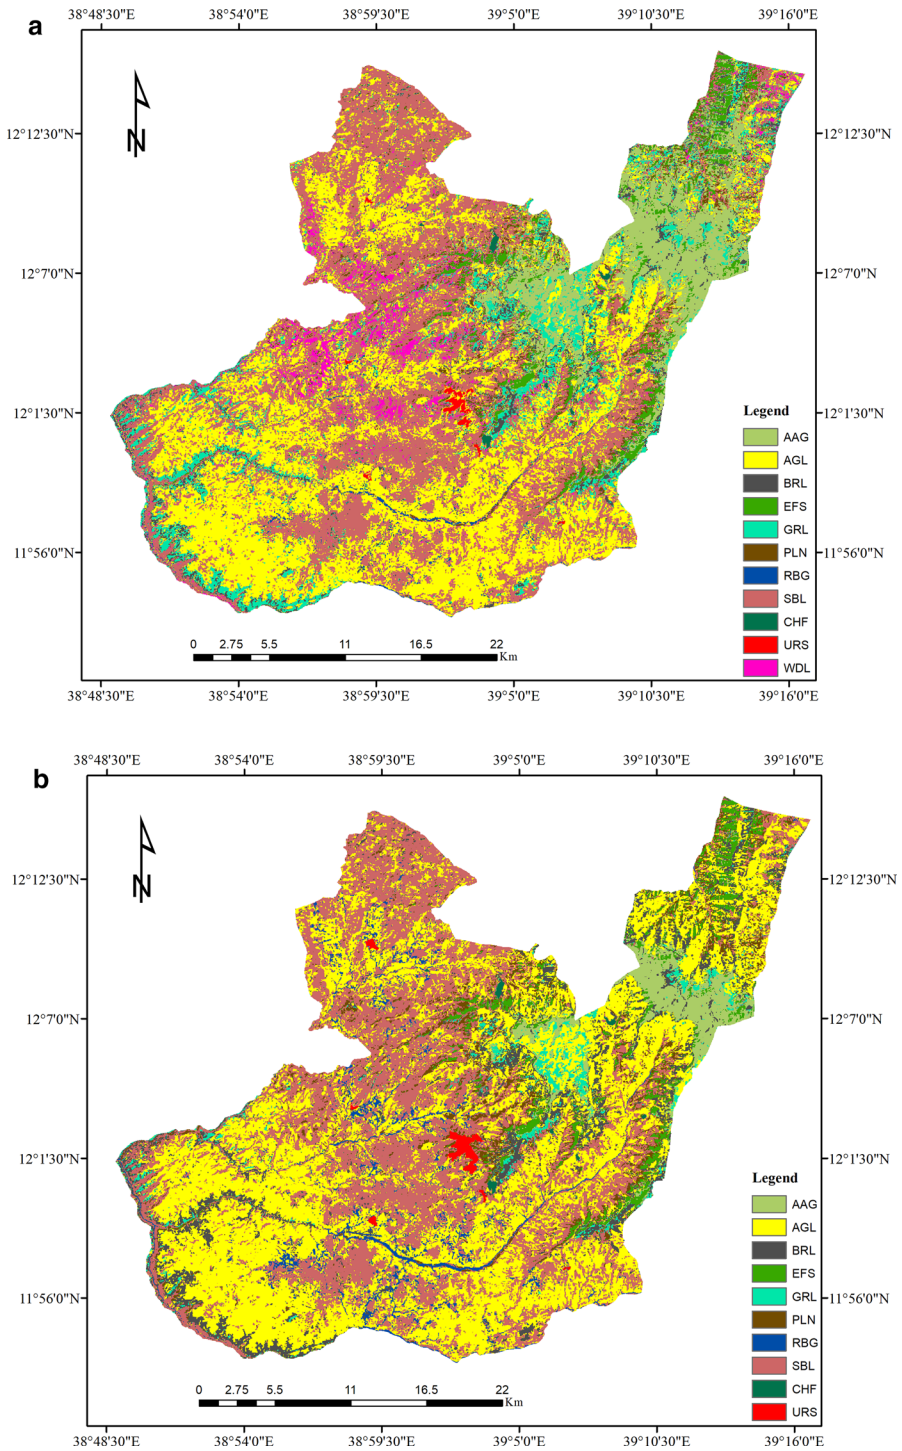 a
38°48'30"E 38°54'0"E 38°59'30"E 39°5'0"E 39°10'30"E 39°16'0"E
N
12°12'30"N 12°12'30"N
12°7'0"N 12°7'0"N
12°1'30"N 12°1'30"N
11°56'0"N 11°56'0"N
Legend
AAG
AGL
BRL
EFS
GRL
PLN
RBG
SBL
CHF
URS
WDL
0 2.75 5.5 11 16.5 22
Km
38°48'30"E 38°54'0"E 38°59'30"E 39°5'0"E 39°10'30"E 39°16'0"E
b
38°48'30"E 38°54'0"E 38°59'30"E 39°5'0"E 39°10'30"E 39°16'0"E
N
12°12'30"N 12°12'30"N
12°7'0"N 12°7'0"N
12°1'30"N 12°1'30"N
11°56'0"N 11°56'0"N
Legend
AAG
AGL
BRL
EFS
GRL
PLN
RBG
SBL
CHF
URS
0 2.75 5.5 11 16.5 22
Km
38°48'30"E 38°54'0"E 38°59'30"E 39°5'0"E 39°10'30"E 39°16'0"E